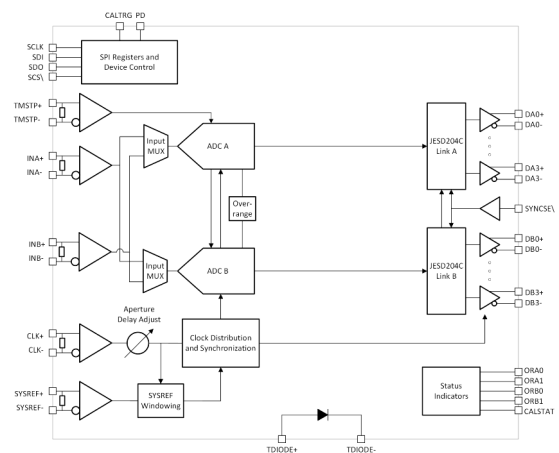 CALTRG PD
SCLK
SDI
SDO
SCS\
SPI Registers and
Device Control
TMSTP+
TMSTP-
INA+
INA-
Input
MUX
ADC A
JESD204C
Link A
DA0+
DA0-
DA3+
DA3-
Over-
range
SYNCSE\
INB+
INB-
Input
MUX
ADC B
JESD204C
Link B
DB0+
DB0-
DB3+
DB3-
Aperture
Delay Adjust
CLK+
CLK-
Clock Distribution
and Synchronization
SYSREF+
SYSREF-
SYSREF
Windowing
Status
Indicators
ORA0
ORA1
ORB0
ORB1
CALSTAT
TDIODE+
TDIODE-